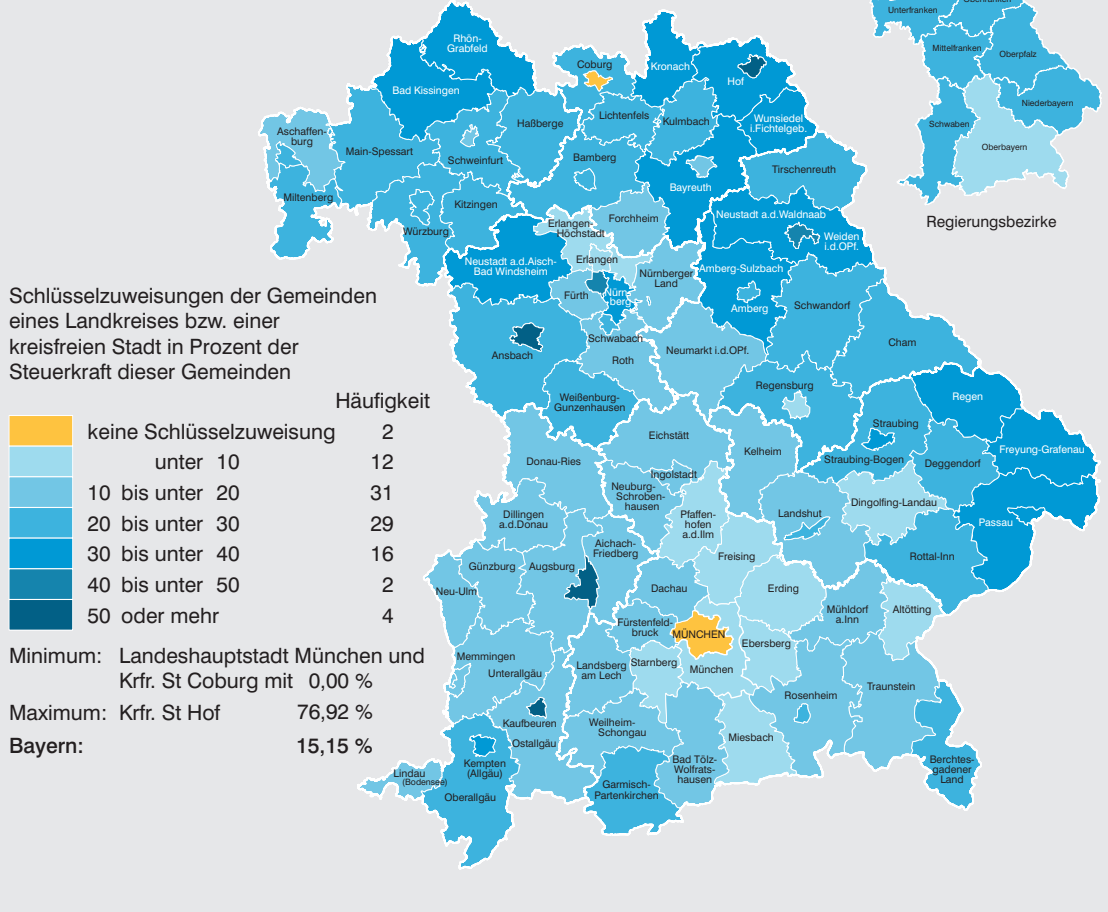 Unterfranken
Mittelfranken
Oberpfalz
Niederbayern
Schwaben
Oberbayern
Regierungsbezirke
Rhön-
Grabfeld
Bad Kissingen
Coburg
Kronach
Hof
Aschaffen-
burg
Main-Spessart
Schweinfurt
Haßberge
Lichtenfels
Kulmbach
Wunsiedel
i.Fichtelgeb.
Bamberg
Bayreuth
Tirschenreuth
Miltenberg
Würzburg
Kitzingen
Erlangen-
Höchstadt
Forchheim
Neustadt a.d.Waldnaab
Weiden
i.d.OPf.
Neustadt a.d.Aisch-
Bad Windsheim
Erlangen
Fürth
Nürn-
berg
Nürnberger
Land
Amberg-Sulzbach
Amberg
Schwandorf
Cham
Ansbach
Schwabach
Roth
Neumarkt i.d.OPf.
Regensburg
Weißenburg-
Gunzenhausen
Regen
Straubing
Freyung-Grafenau
Straubing-Bogen
Deggendorf
Eichstätt
Kelheim
Donau-Ries
Ingolstadt
Neuburg-
Schroben-
hausen
Pfaffen-
hofen
a.d.Ilm
Landshut
Dingolfing-Landau
Passau
Dillingen
a.d.Donau
Aichach-
Friedberg
Freising
Rottal-Inn
Günzburg
Augsburg
Neu-Ulm
Dachau
Erding
Mühldorf
a.Inn
Altötting
Fürstenfeld-
bruck
MÜNCHEN
Ebersberg
Memmingen
Unterallgäu
Landsberg
am Lech
Starnberg
München
Rosenheim
Traunstein
Kaufbeuren
Ostallgäu
Weilheim-
Schongau
Miesbach
Bad Tölz-
Wolfrats-
hausen
Berchtes-
gadener
Land
Lindau
(Bodensee)
Kempten
(Allgäu)
Oberallgäu
Garmisch-
Partenkirchen
Schlüsselzuweisungen der Gemeinden
eines Landkreises bzw. einer
kreisfreien Stadt in Prozent der
Steuerkraft dieser Gemeinden
Häufigkeit
keine Schlüsselzuweisung 2
unter 10 12
10 bis unter 20 31
20 bis unter 30 29
30 bis unter 40 16
40 bis unter 50 2
50 oder mehr 4
Minimum: Landeshauptstadt München und
Krfr. St Coburg mit 0,00 %
Maximum: Krfr. St Hof 76,92 %
Bayern: 15,15 %